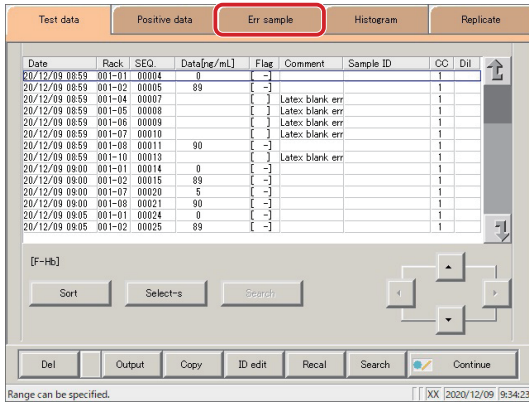 Test data Positive data Err sample Histogram Replicate
Date Rack SEQ. Data[ng/mL] Flag Comment Sample ID CC Dil
20/12/09 08:59 001-01 00004 0 [ -] 1
20/12/09 08:59 001-02 00005 89 [ -] 1
20/12/09 08:59 001-04 00007 [ ] Latex blank err 1
20/12/09 08:59 001-05 00008 [ ] Latex blank err 1
20/12/09 08:59 001-06 00009 [ ] Latex blank err 1
20/12/09 08:59 001-07 00010 [ ] Latex blank err 1
20/12/09 08:59 001-08 00011 90 [ -] 1
20/12/09 08:59 001-10 00013 [ ] Latex blank err 1
20/12/09 09:00 001-01 00014 0 [ -] 1
20/12/09 09:00 001-02 00015 89 [ -] 1
20/12/09 09:00 001-07 00020 5 [ -] 1
20/12/09 09:00 001-08 00021 90 [ -] 1
20/12/09 09:05 001-01 00024 0 [ -] 1
20/12/09 09:05 001-02 00025 89 [ -] 1
[F-Hb]
Sort Select-s Search
Del Output Copy ID edit Recal Search Continue
Range can be specified. XX 2020/12/09 9:34:23